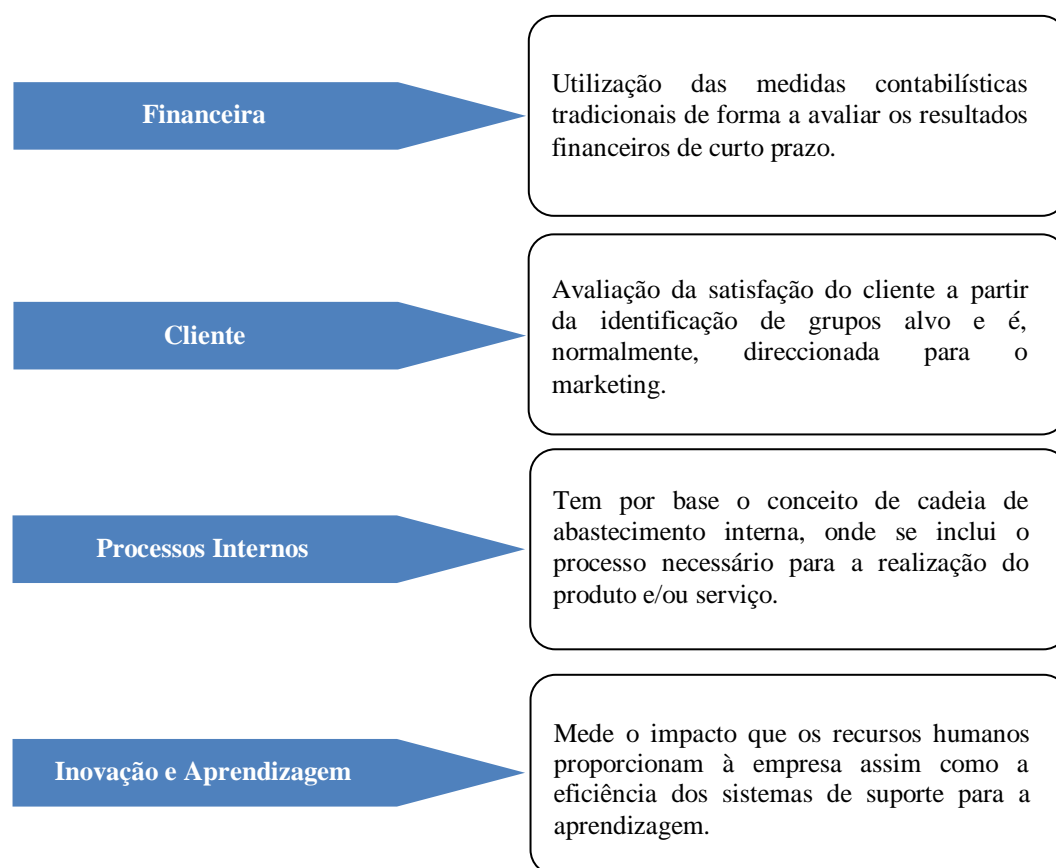 Financeira
Utilização das medidas contabilísticas
tradicionais de forma a avaliar os resultados
financeiros de curto prazo.
Cliente
Avaliação da satisfação do cliente a partir
da identificação de grupos alvo e é,
normalmente, direccionada para o
marketing.
Processos Internos
Tem por base o conceito de cadeia de
abastecimento interna, onde se inclui o
processo necessário para a realização do
produto e/ou serviço.
Inovação e Aprendizagem
Mede o impacto que os recursos humanos
proporcionam à empresa assim como a
eficiência dos sistemas de suporte para a
aprendizagem.